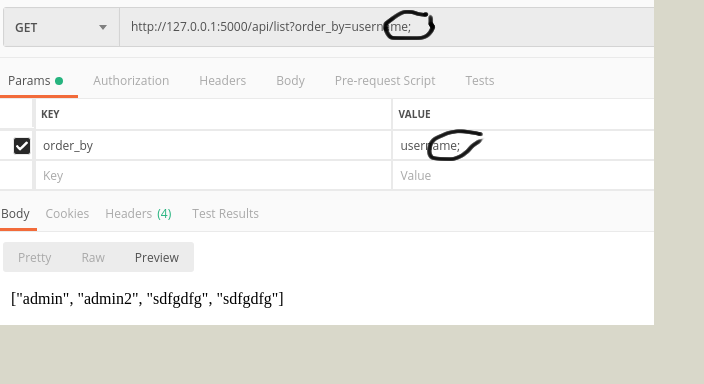 GET http://127.0.0.1:5000/api/list?order_by=username;
Params Authorization Headers Body Pre-request Script Tests
KEY VALUE
order_by username;
Key Value
Body Cookies Headers (4) Test Results
Pretty Raw Preview
["admin", "admin2", "sdfgdfg", "sdfgdfg"]